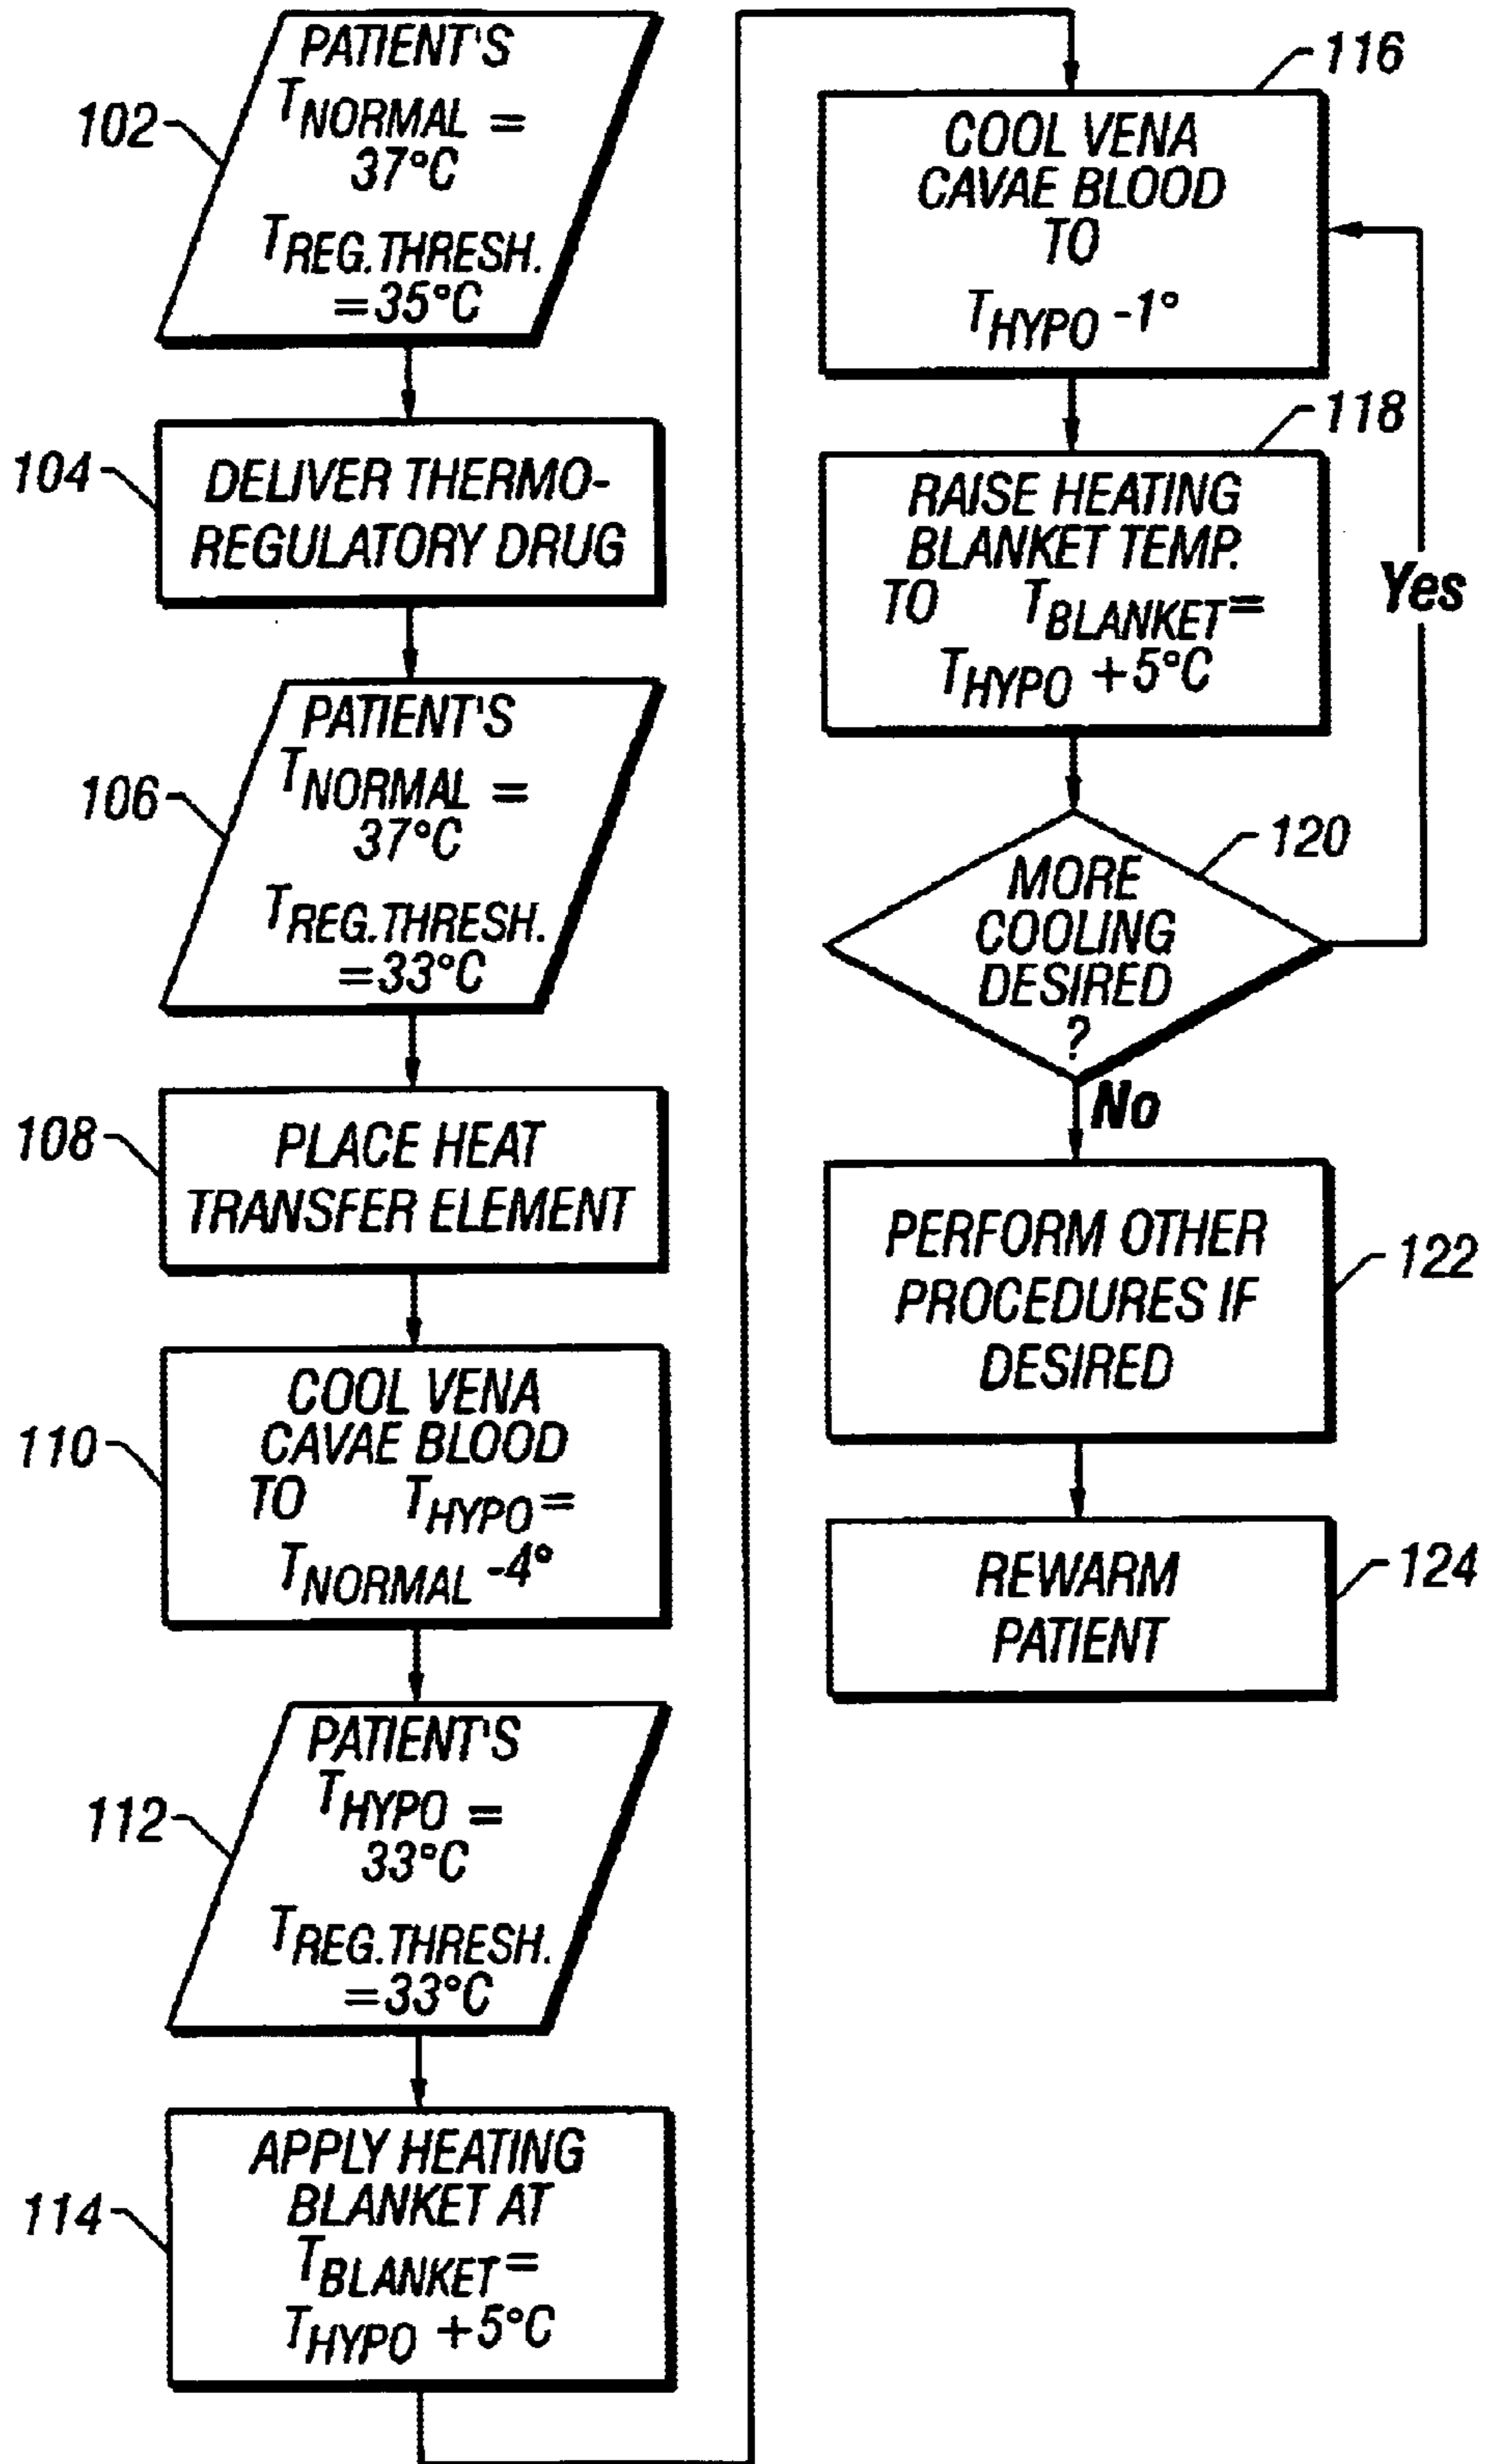 102
PATIENT'S
TNORMAL =
37°C
TREG.THRESH.
=35°C
104
DELIVER THERMO-
REGULATORY DRUG
106
PATIENT'S
TNORMAL =
37°C
TREG.THRESH.
=33°C
108
PLACE HEAT
TRANSFER ELEMENT
110
COOL VENA
CAVAE BLOOD
TO THYPO=
TNORMAL -4°
112
PATIENT'S
THYPO =
33°C
TREG.THRESH.
=33°C
114
APPLY HEATING
BLANKET AT
TBLANKET=
THYPO +5°C
116
COOL VENA
CAVAE BLOOD
TO
THYPO -1°
118
RAISE HEATING
BLANKET TEMP.
TO TBLANKET=
THYPO +5°C
Yes
120
MORE
COOLING
DESIRED
?
No
122
PERFORM OTHER
PROCEDURES IF
DESIRED
124
REWARM
PATIENT